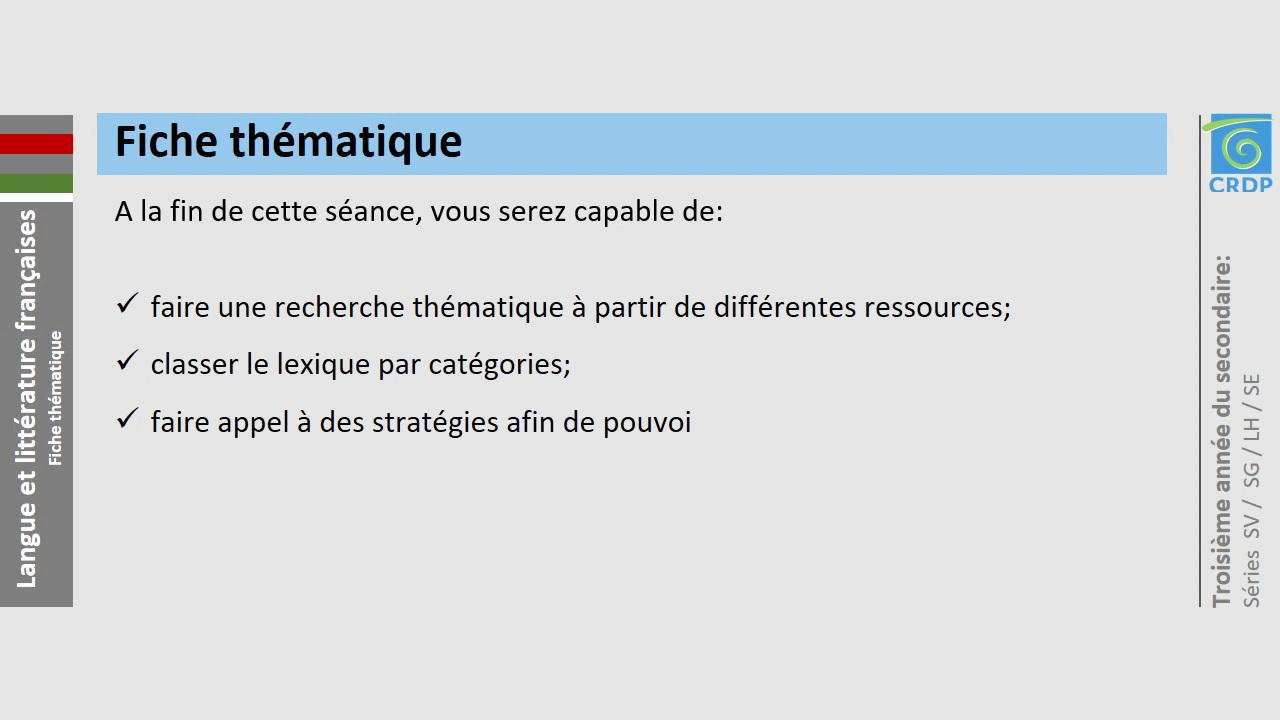 Fiche thématique
A la fin de cette séance, vous serez capable de:
✓ faire une recherche thématique à partir de différentes ressources;
✓ classer le lexique par catégories;
✓ faire appel à des stratégies afin de pouvoi
Langue et littérature françaises
Fiche thématique
CRDP
Troisième année du secondaire:
Séries SV / SG / LH / SE